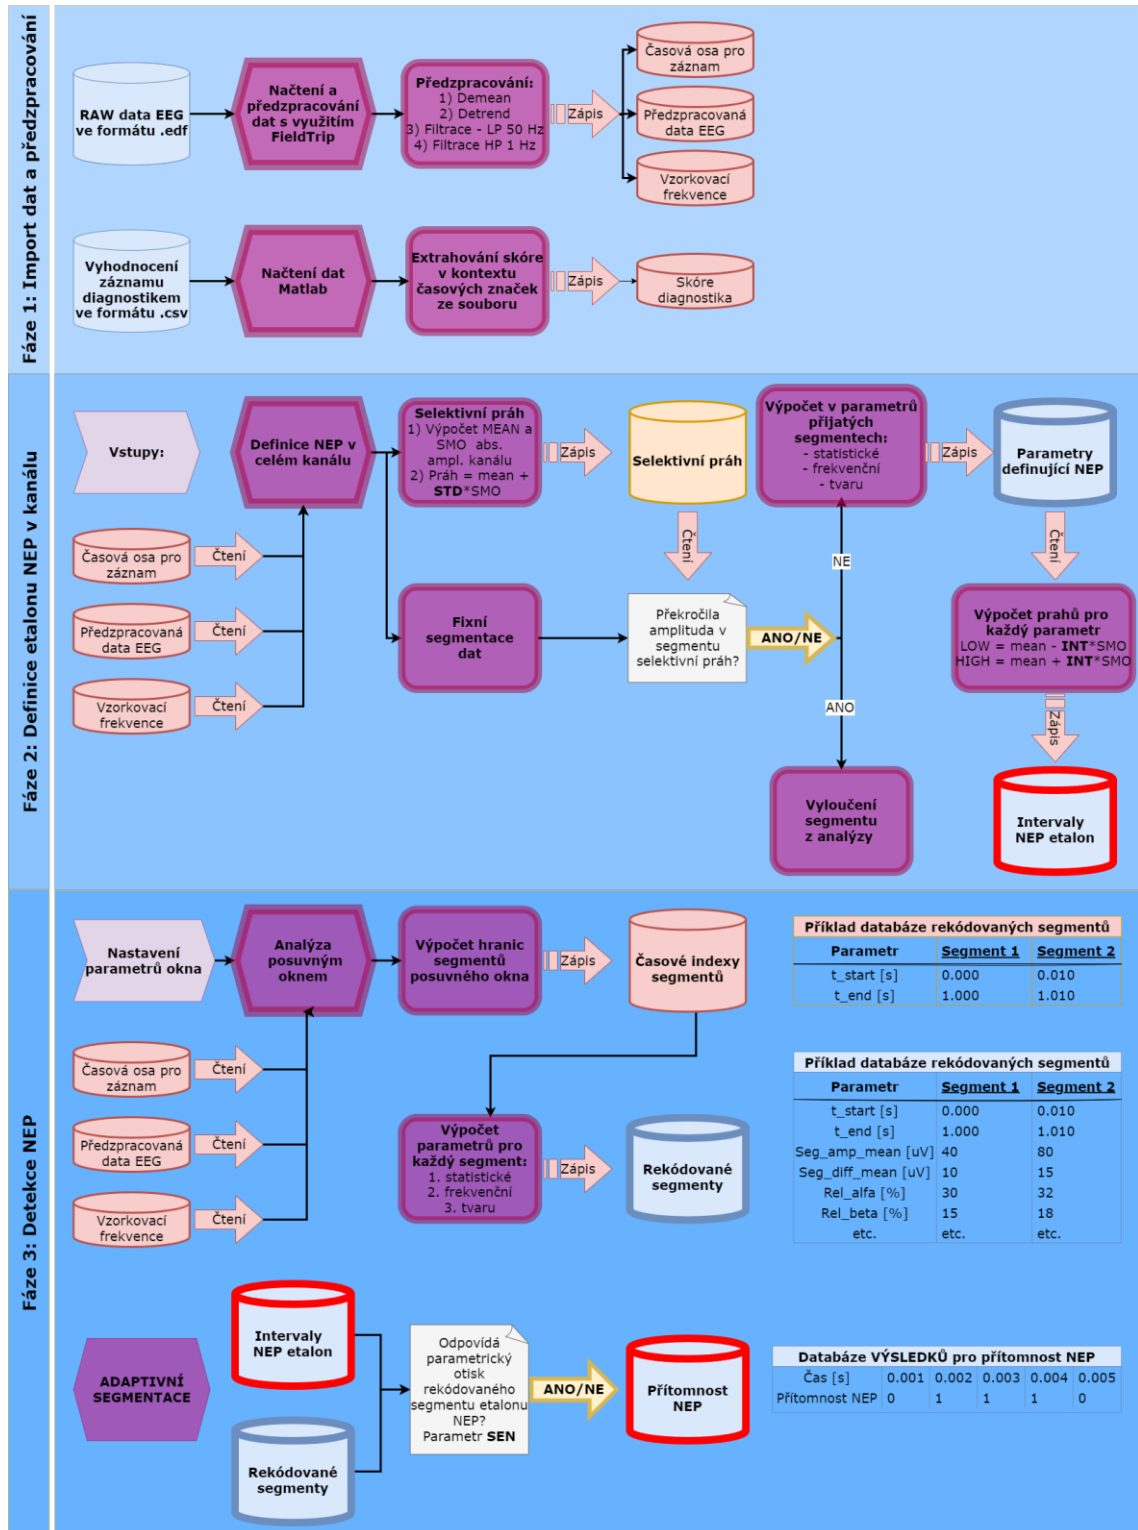 Fáze 1: Import dat a předzpracování
RAW data EEG
ve formátu .edf
Načtení a
předzpracování
dat s využitím
FieldTrip
Předzpracování:
1) Demean
2) Detrend
3) Filtrace - LP 50 Hz
4) Filtrace HP 1 Hz
Zápis
Časová osa pro
záznam
Předzpracovaná
data EEG
Vzorkovací
frekvence
Vyhodnocení
záznamu
diagnostikem
ve formátu .csv
Načtení dat
Matlab
Extrahování skóre
v kontextu
časových značek
ze souboru
Zápis
Skóre
diagnostika
Fáze 2: Definice etalonu NEP v kanálu
Vstupy:
Definice NEP v
celém kanálu
Selektivní práh
1) Výpočet MEAN a
SMO abs.
ampl. kanálu
2) Práh = mean +
STD*SMO
Zápis
Selektivní práh
Výpočet v parametrů
přijatých
segmentech:
- statistické
- frekvenční
- tvaru
Zápis
Parametry
definující NEP
Časová osa pro
záznam
Čtení
Předzpracovaná
data EEG
Čtení
Vzorkovací
frekvence
Čtení
Fixní
segmentace
dat
Čtení
Překročila
amplituda v
segmentu
selektivní práh?
ANO/NE
NE
ANO
Vyloučení
segmentu
z analýzy
Čtení
Výpočet prahů pro
každý parametr
LOW = mean - INT*SMO
HIGH = mean + INT*SMO
Zápis
Intervaly
NEP etalon
Fáze 3: Detekce NEP
Nastavení
parametrů okna
Analýza
posuvným
oknem
Výpočet hranic
segmentů
posuvného okna
Zápis
Časové indexy
segmentů
Příklad databáze rekódovaných segmentů
Parametr Segment 1 Segment 2
t_start [s] 0.000 0.010
t_end [s] 1.000 1.010
Časová osa pro
záznam
Čtení
Předzpracovaná
data EEG
Čtení
Vzorkovací
frekvence
Čtení
Výpočet
parametrů pro
každý segment:
1. statistické
2. frekvenční
3. tvaru
Zápis
Rekódované
segmenty
Příklad databáze rekódovaných segmentů
Parametr Segment 1 Segment 2
t_start [s] 0.000 0.010
t_end [s] 1.000 1.010
Seg_amp_mean [uV] 40 80
Seg_diff_mean [uV] 10 15
Rel_alfa [%] 30 32
Rel_beta [%] 15 18
etc. etc. etc.
ADAPTIVNÍ
SEGMENTACE
Intervaly
NEP etalon
Rekódované
segmenty
Odpovídá
parametrický
otisk
rekódovaného
segmentu etalonu
NEP?
Parametr SEN
ANO/NE
Přítomnost
NEP
Databáze VÝSLEDKŮ pro přítomnost NEP
Čas [s] 0.001 0.002 0.003 0.004 0.005
Přítomnost NEP 0 1 1 1 0